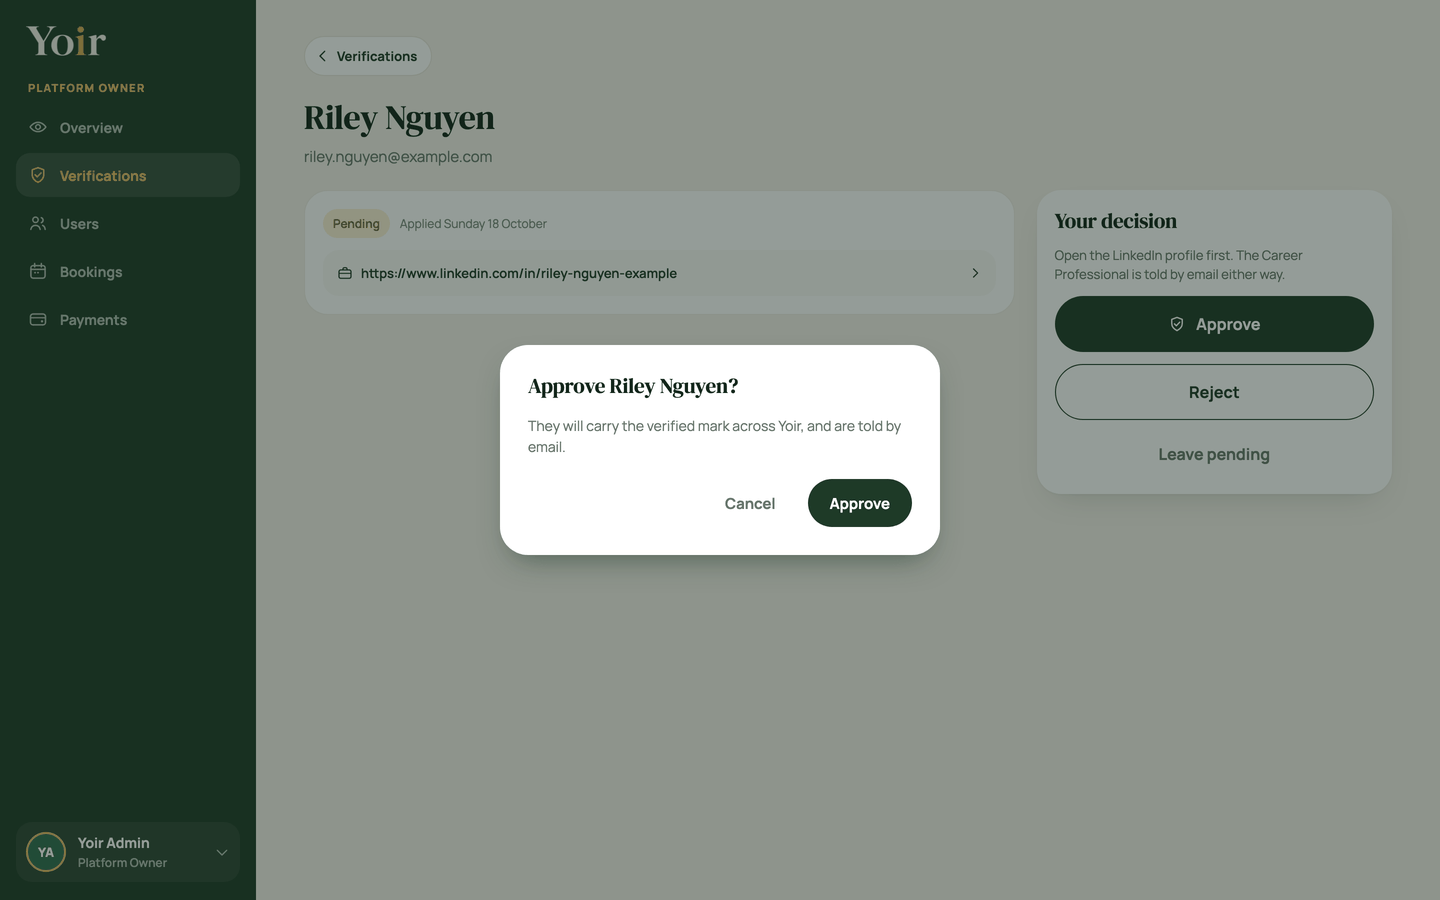 Yoir
PLATFORM OWNER
Overview
Verifications
Users
Bookings
Payments
YA
Yoir Admin
Platform Owner
Verifications
Riley Nguyen
riley.nguyen@example.com
Pending
Applied Sunday 18 October
https://www.linkedin.com/in/riley-nguyen-example
Your decision
Open the LinkedIn profile first. The Career
Professional is told by email either way.
Approve
Reject
Leave pending
Approve Riley Nguyen?
They will carry the verified mark across Yoir, and are told by
email.
Cancel
Approve